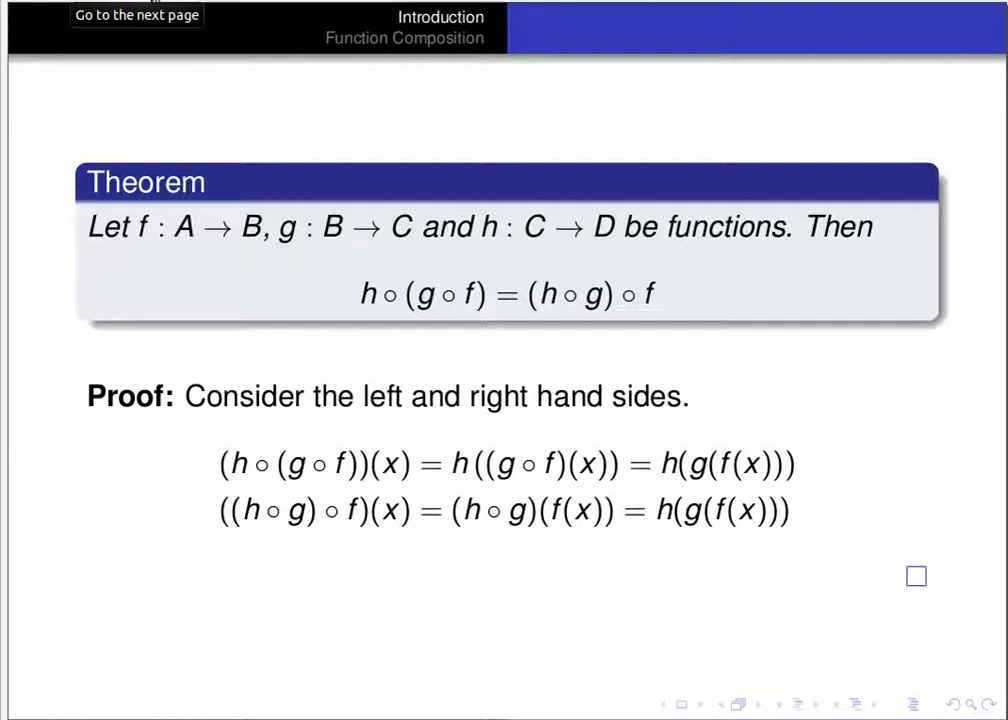 Go to the next page
Introduction
Function Composition
Theorem
Let f : A → B, g : B → C and h : C → D be functions. Then
h ∘ (g ∘ f) = (h ∘ g) ∘ f
Proof: Consider the left and right hand sides.
(h ∘ (g ∘ f))(x) = h((g ∘ f)(x)) = h(g(f(x)))
((h ∘ g) ∘ f)(x) = (h ∘ g)(f(x)) = h(g(f(x)))
□